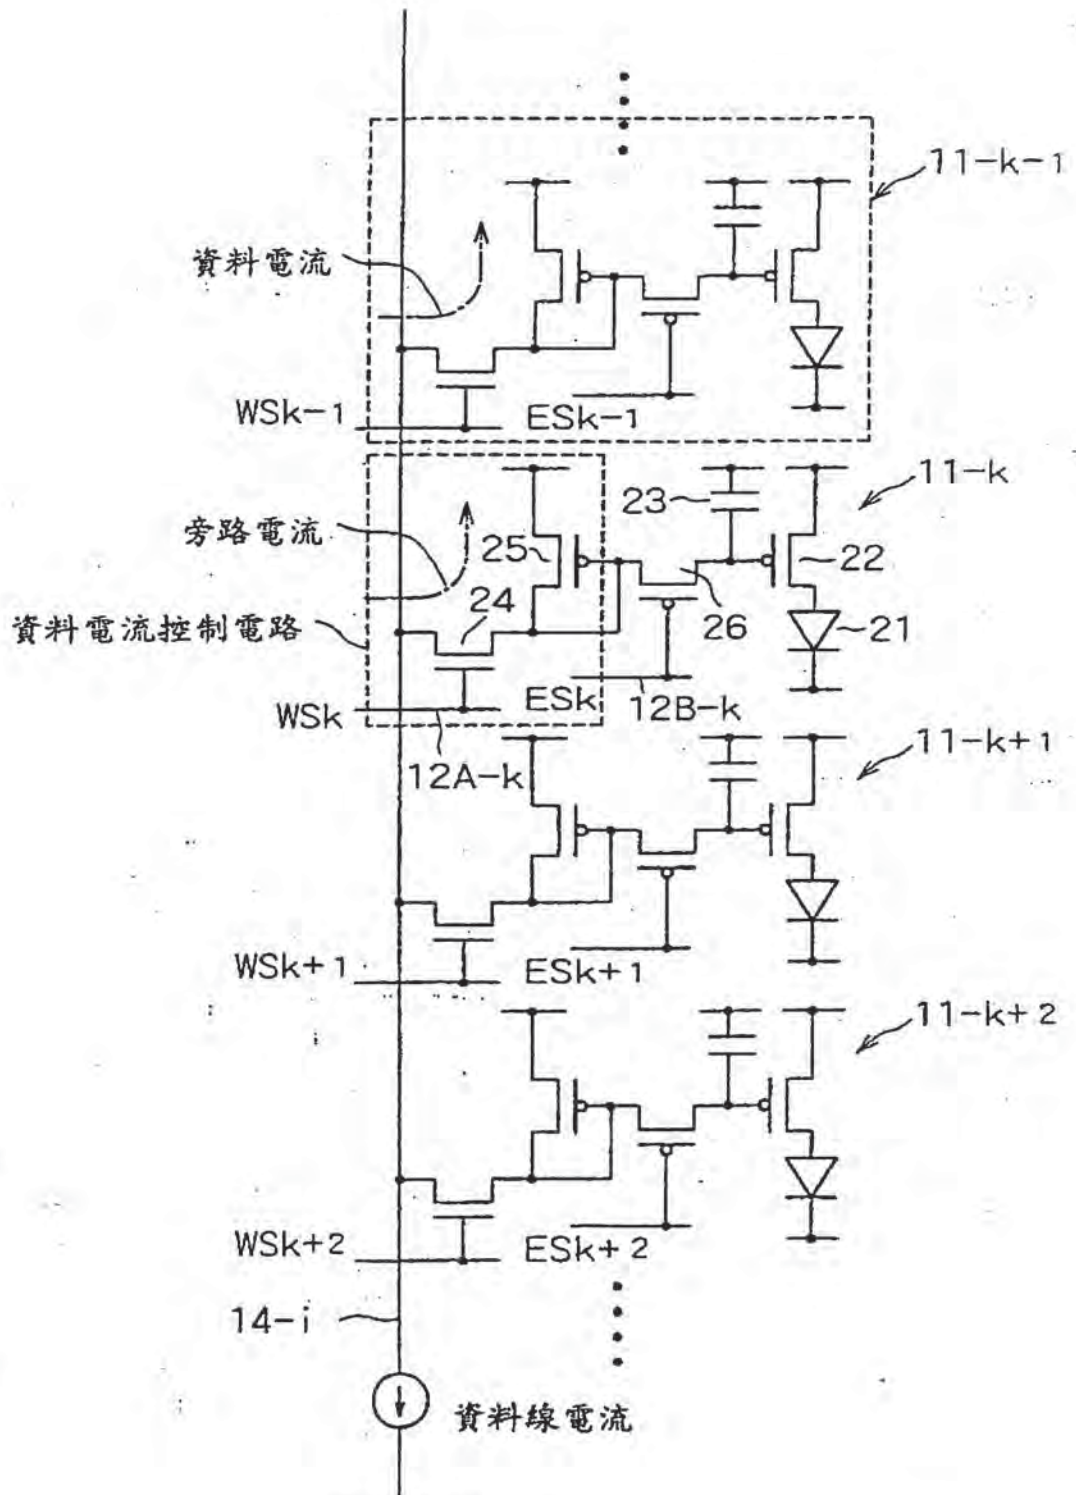 11-k-1
資料電流
WSk-1
ESk-1
11-k
23
旁路電流
25
22
24
26
21
資料電流控制電路
ESk
12B-k
WSk
12A-k
11-k+1
WSk+1
ESk+1
11-k+2
WSk+2
ESk+2
14-i
資料線電流